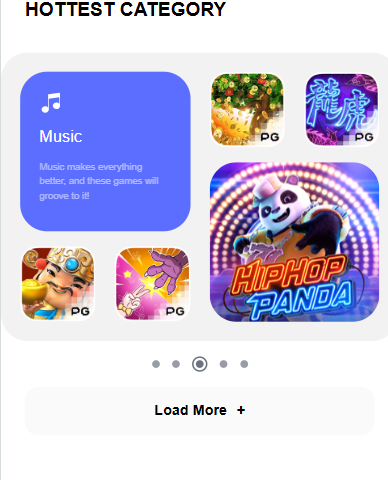 HOTTEST CATEGORY
Music
Music makes everything
better, and these games will
groove to it!
PG
龍
虎
PG
HIPHOP
PANDA
PG
PG
Load More +